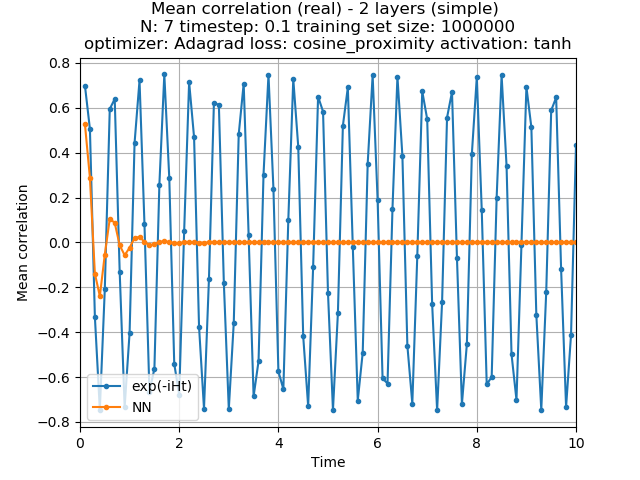 Mean correlation (real) - 2 layers (simple)
N: 7 timestep: 0.1 training set size: 1000000
optimizer: Adagrad loss: cosine_proximity activation: tanh
0.8
0.6
0.4
0.2
0.0
−0.2
−0.4
−0.6
−0.8
Mean correlation
exp(-iHt)
NN
0 2 4 6 8 10
Time